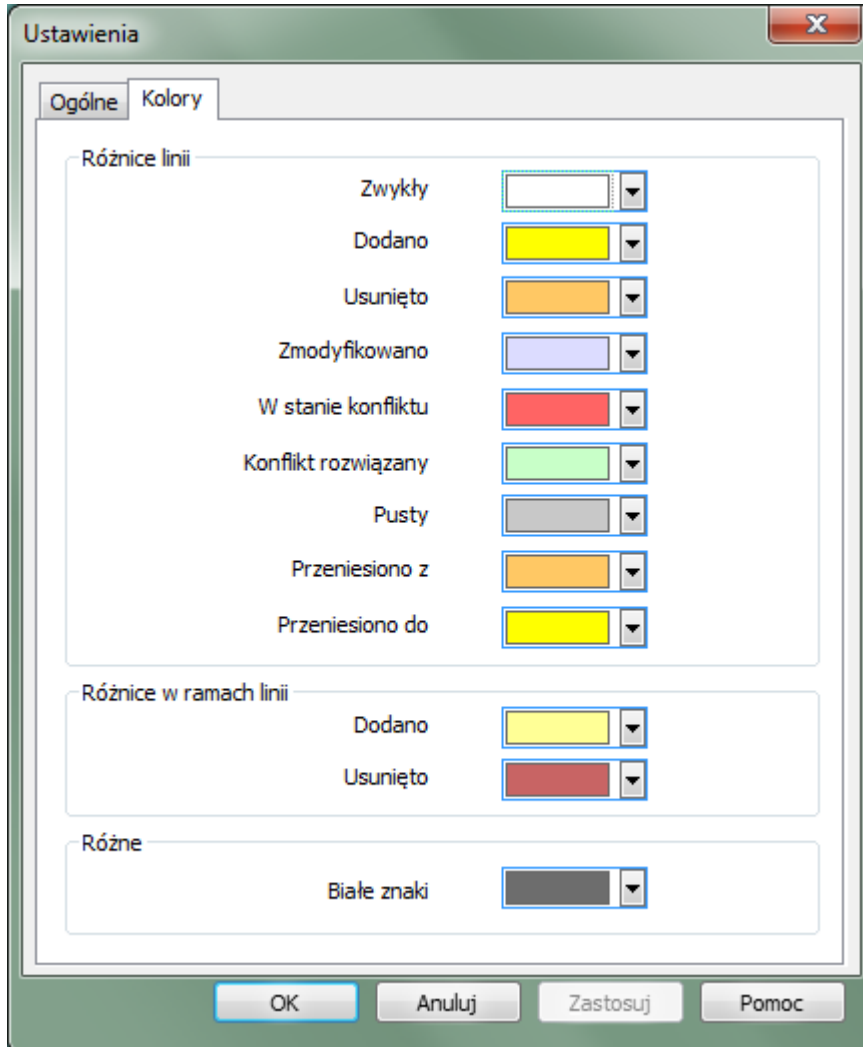 Ustawienia
Ogólne Kolory
Różnice linii
Zwykły
Dodano
Usunięto
Zmodyfikowano
W stanie konfliktu
Konflikt rozwiązany
Pusty
Przeniesiono z
Przeniesiono do
Różnice w ramach linii
Dodano
Usunięto
Różne
Białe znaki
OK Anuluj Zastosuj Pomoc